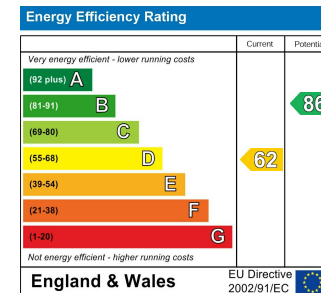 Energy Efficiency Rating
Current Potentia
Very energy efficient - lower running costs
(92 plus) A
(81-91) B 86
(69-80) C
(55-68) D 62
(39-54) E
(21-38) F
(1-20) G
Not energy efficient - higher running costs
England & Wales
EU Directive
2002/91/EC